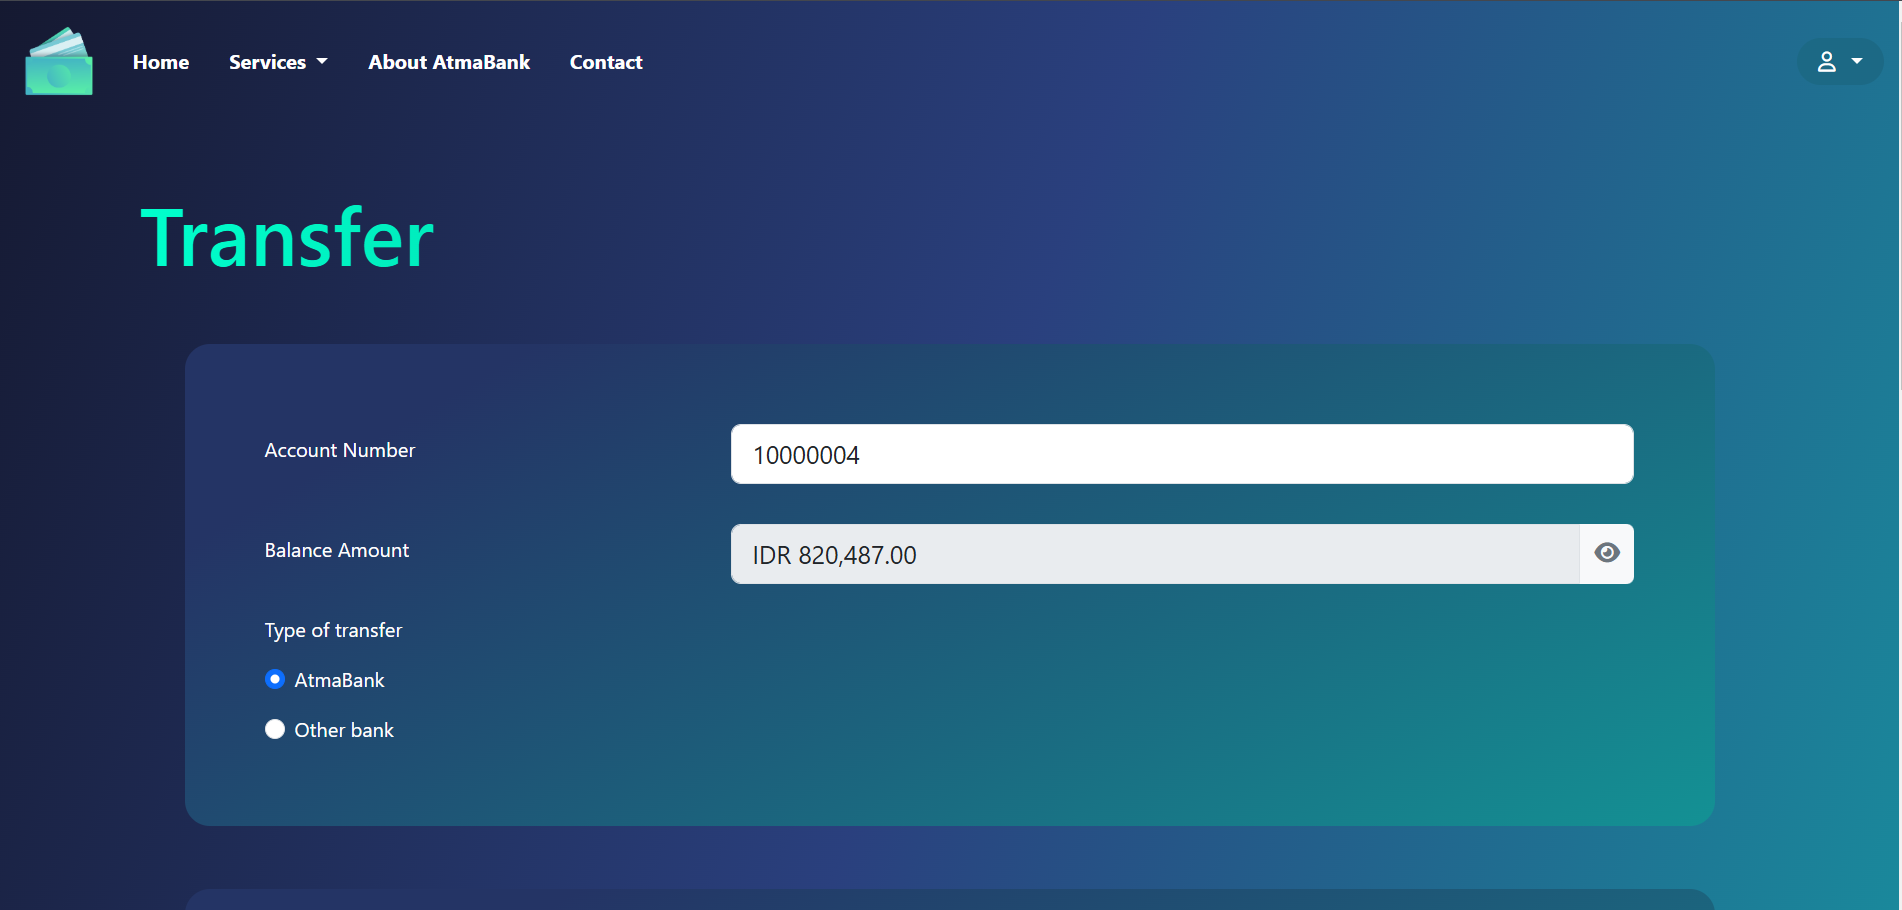 Home Services About AtmaBank Contact
Transfer
Account Number 10000004
Balance Amount IDR 820,487.00
Type of transfer
AtmaBank
Other bank